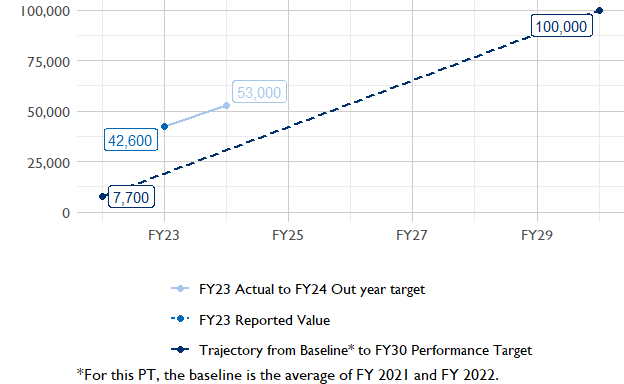 100,000
100,000
75,000
53,000
50,000
42,600
25,000
7,700
0
FY23 FY25 FY27 FY29
FY23 Actual to FY24 Out year target
FY23 Reported Value
Trajectory from Baseline* to FY30 Performance Target
*For this PT, the baseline is the average of FY 2021 and FY 2022.